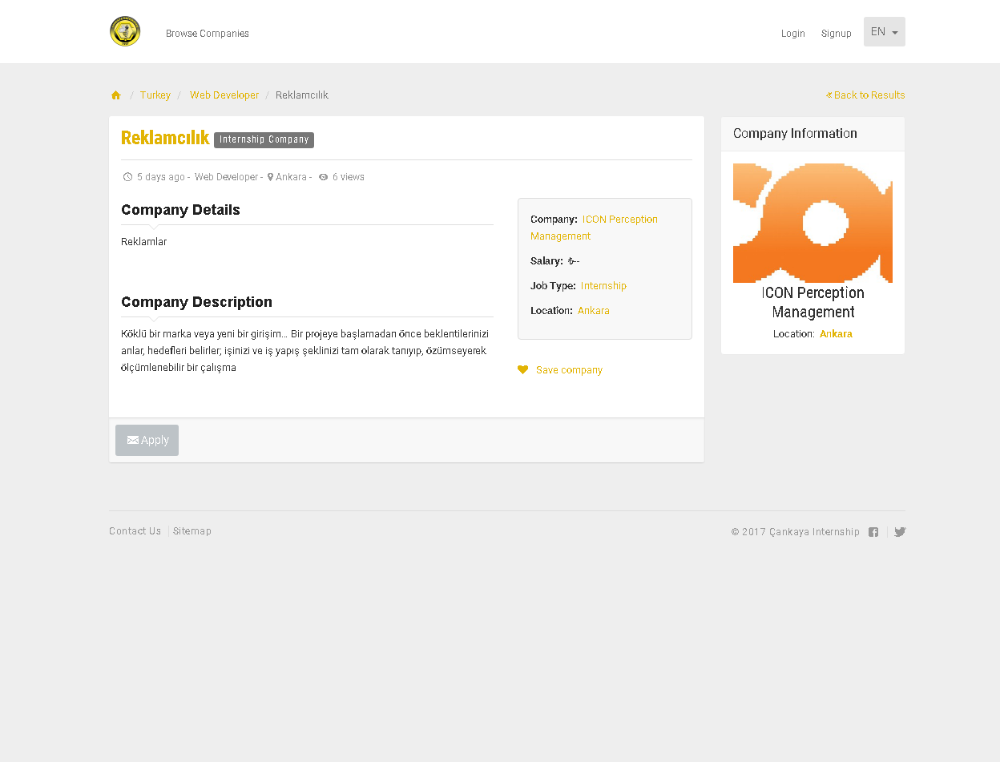 Browse Companies
Login
Signup
EN
/ Turkey / Web Developer / Reklamcılık
Back to Results
Reklamcılık Internship Company
5 days ago - Web Developer - Ankara - 6 views
Company Details
Reklamlar
Company Description
Köklü bir marka veya yeni bir girişim... Bir projeye başlamadan önce beklentilerinizi
anlar, hedefleri belirler; işinizi ve iş yapış şeklinizi tam olarak tanıyıp, özümseyerek
ölçümlenebilir bir çalışma
Company: ICON Perception
Management
Salary: ₺--
Job Type: Internship
Location: Ankara
Save company
Apply
Company Information
ICON Perception
Management
Location: Ankara
Contact Us | Sitemap
© 2017 Çankaya Internship